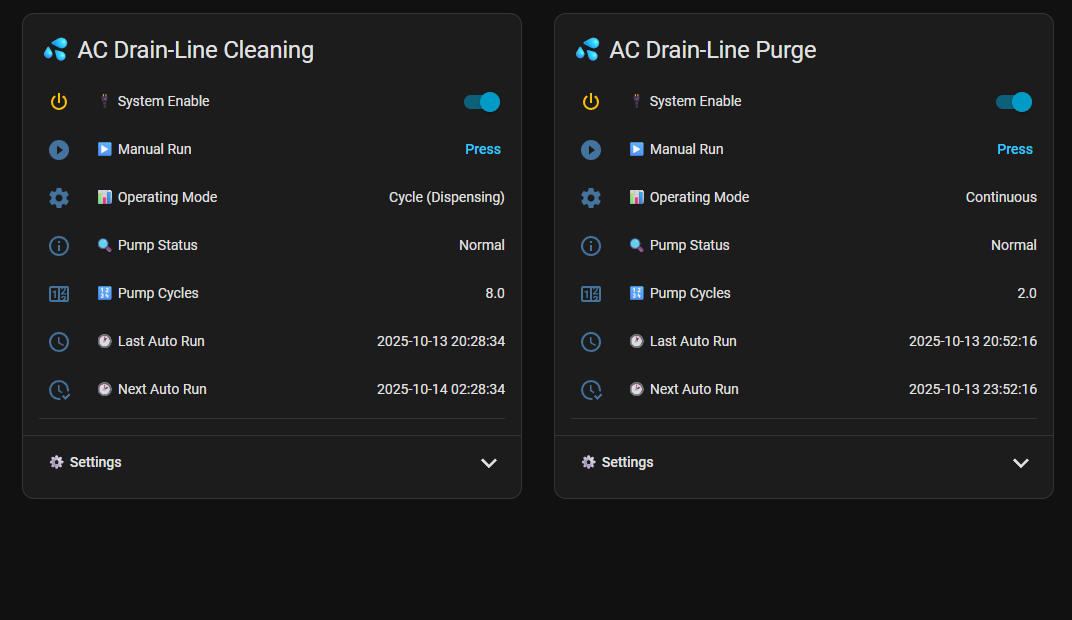 AC Drain-Line Cleaning
System Enable
Manual Run Press
Operating Mode Cycle (Dispensing)
Pump Status Normal
Pump Cycles 8.0
Last Auto Run 2025-10-13 20:28:34
Next Auto Run 2025-10-14 02:28:34
Settings
AC Drain-Line Purge
System Enable
Manual Run Press
Operating Mode Continuous
Pump Status Normal
Pump Cycles 2.0
Last Auto Run 2025-10-13 20:52:16
Next Auto Run 2025-10-13 23:52:16
Settings